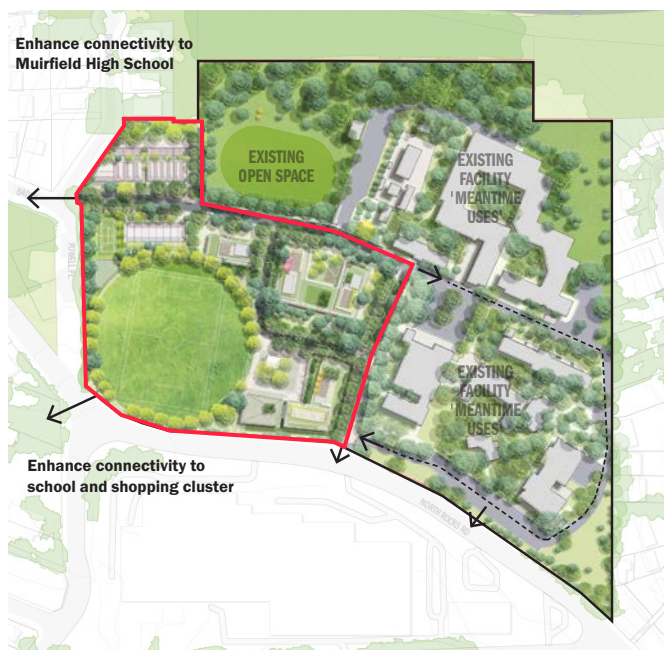 Enhance connectivity to
Muirfield High School
EXISTING
OPEN SPACE
EXISTING
FACILITY
'MEANTIME
USES'
EXISTING
FACILITY
'MEANTIME
USES'
Enhance connectivity to
school and shopping cluster
NORTH ROCKS RD